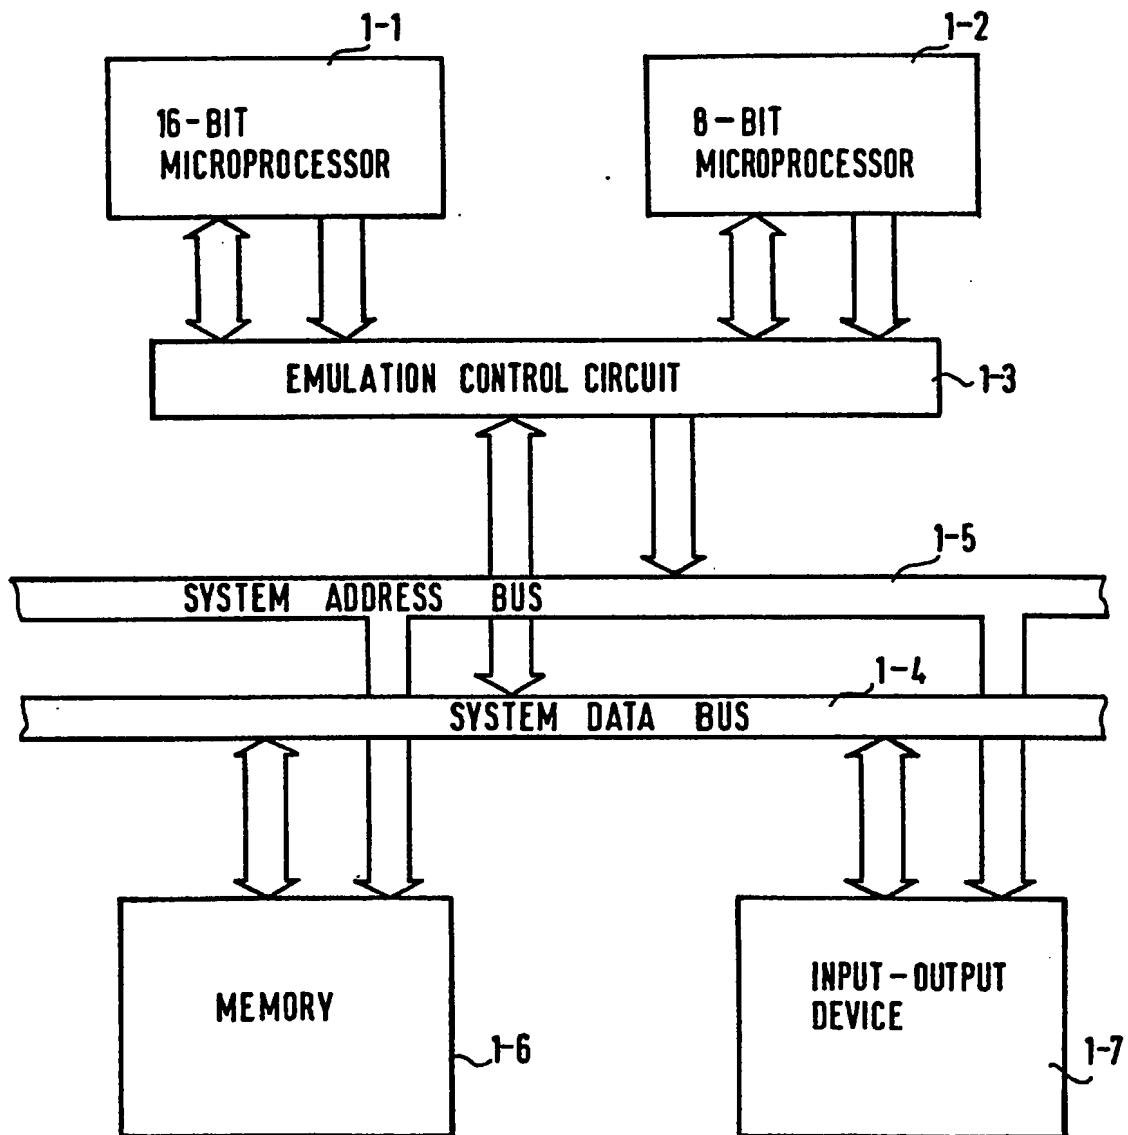 1-1
1-2
16-BIT
MICROPROCESSOR
8-BIT
MICROPROCESSOR
EMULATION CONTROL CIRCUIT
1-3
1-5
SYSTEM ADDRESS BUS
1-4
SYSTEM DATA BUS
MEMORY
INPUT-OUTPUT
DEVICE
1-6
1-7